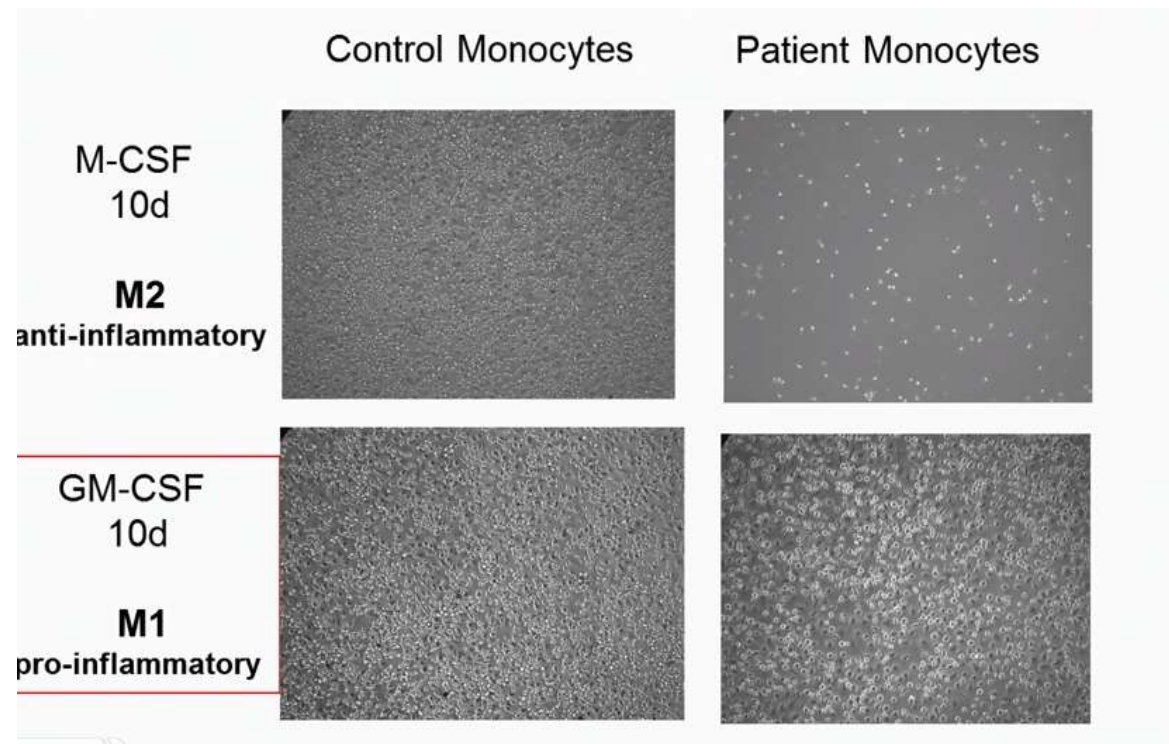 Control Monocytes
Patient Monocytes
M-CSF
10d
M2
anti-inflammatory
GM-CSF
10d
M1
pro-inflammatory